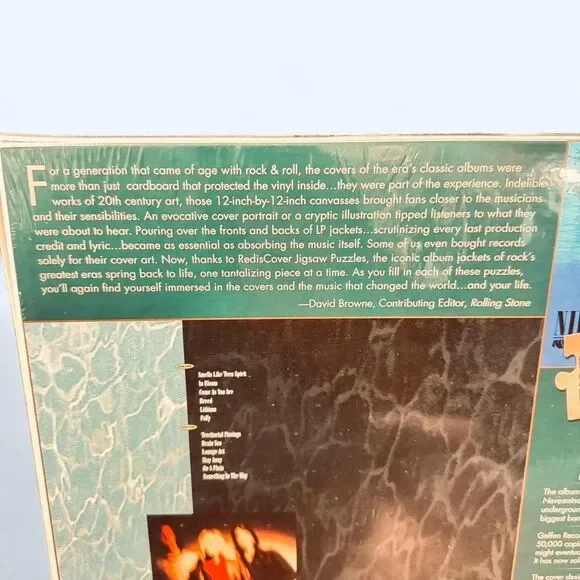 For a generation that came of age with rock & roll, the covers of the era's classic albums were
more than just cardboard that protected the vinyl inside...they were part of the experience. Indelible
works of 20th century art, those 12-inch-by-12-inch canvasses brought fans closer to the musicians
and their sensibilities. An evocative cover portrait or a cryptic illustration tipped listeners to what they
were about to hear. Pouring over the fronts and backs of LP jackets...scrutinizing every last production
credit and lyric...became as essential as absorbing the music itself. Some of us even bought records
solely for their cover art. Now, thanks to RedisCover Jigsaw Puzzles, the iconic album jackets of rock's
greatest eras spring back to life, one tantalizing piece at a time. As you fill in each of these puzzles,
you'll again find yourself immersed in the covers and the music that changed the world...and your life.
—David Browne, Contributing Editor, Rolling Stone
NI
Smells Like Teen Spirit
In Bloom
Come As You Are
Breed
Lithium
Polly
Territorial Pissings
Drain You
Lounge Act
Stay Away
On A Plain
Something in The Way
The album
Nevermind
underground
biggest ban
Geffen Reco
50,000 copi
might eventua
It has now sol
The cover desi